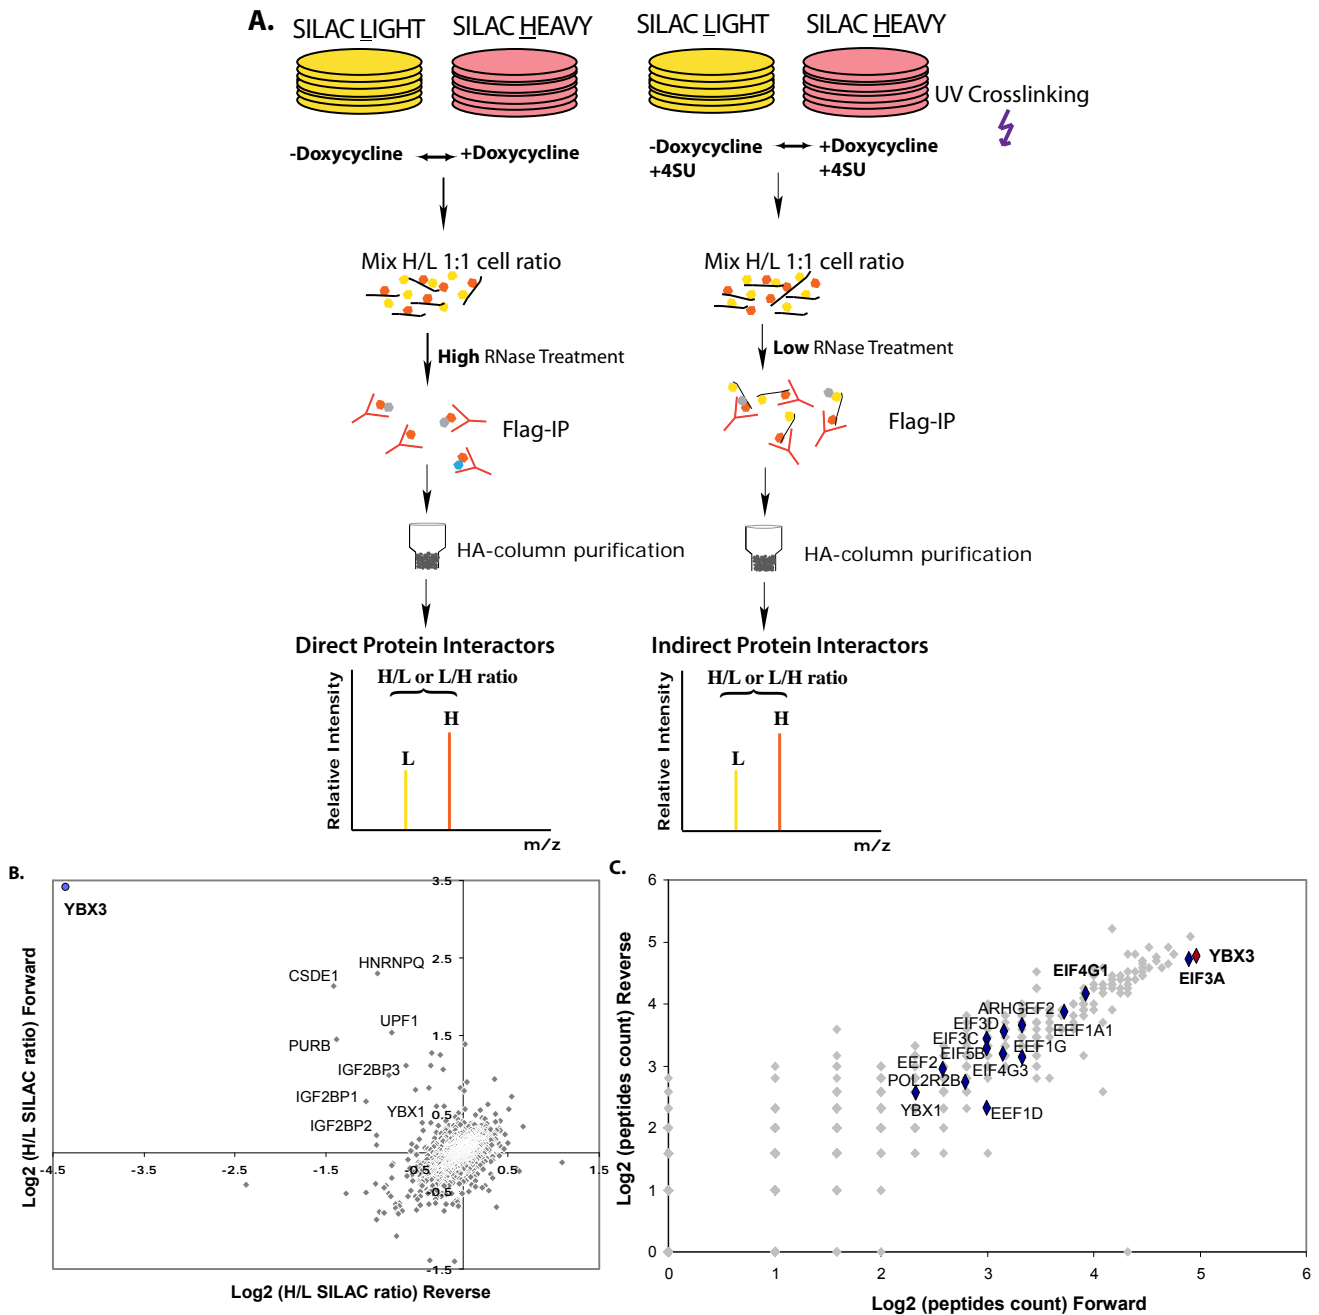 A.
SILAC LIGHT
SILAC HEAVY
SILAC LIGHT
SILAC HEAVY
UV Crosslinking
-Doxycycline
+Doxycycline
-Doxycycline
+4SU
+Doxycycline
+4SU
Mix H/L 1:1 cell ratio
Mix H/L 1:1 cell ratio
High RNase Treatment
Low RNase Treatment
Flag-IP
Flag-IP
HA-column purification
HA-column purification
Direct Protein Interactors
Indirect Protein Interactors
Relative Intensity
H/L or L/H ratio
L
H
m/z
Relative Intensity
H/L or L/H ratio
L
H
m/z
B.
Log2 (H/L SILAC ratio) Forward
3.5
2.5
1.5
0.5
-0.5
-1.5
-4.5
-3.5
-2.5
-1.5
-0.5
0.5
1.5
YBX3
HNRNPQ
CSDE1
UPF1
PURB
IGF2BP3
IGF2BP1
YBX1
IGF2BP2
Log2 (H/L SILAC ratio) Reverse
C.
Log2 (peptides count) Reverse
6
5
4
3
2
1
0
0
1
2
3
4
5
6
YBX3
EIF3A
EIF4G1
ARHGEF2
EIF3D
EEF1A1
EIF3C
EEF1G
EIF5B
EEF2
EIF4G3
POL2R2B
YBX1
EEF1D
Log2 (peptides count) Forward